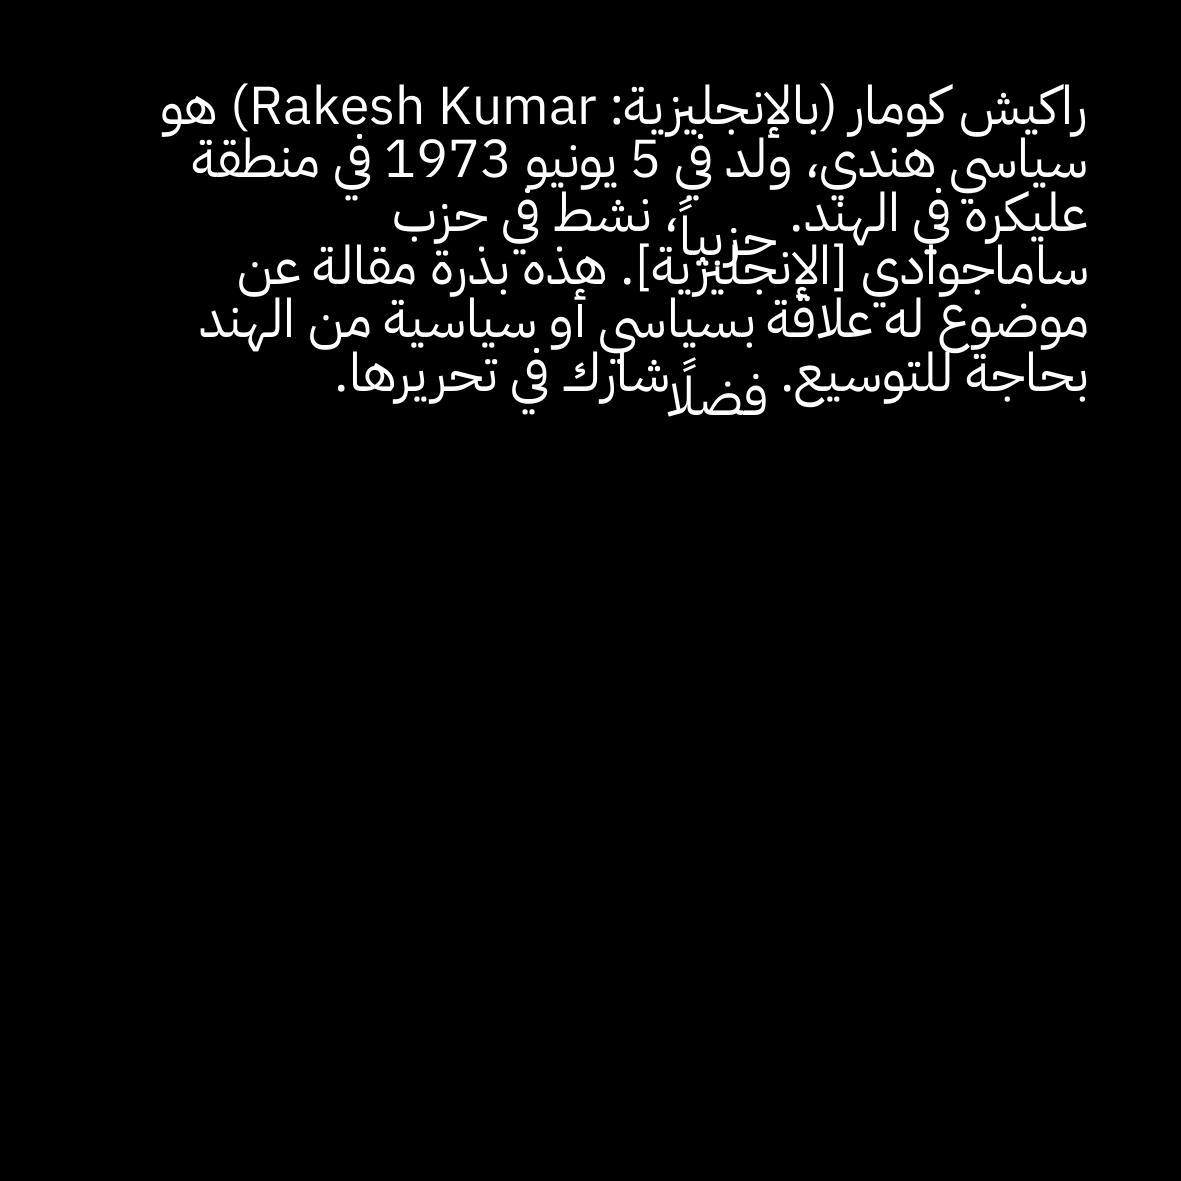 راكيش كومار (بالإنجليزية: Rakesh Kumar) هو
سياسي هندي، ولد في 5 يونيو 1973 في منطقة
عليكره في الهند. حزبياً، نشط في حزب
ساماجوادي [الإنجليزية]. هذه بذرة مقالة عن
موضوع له علاقة بسياسي أو سياسية من الهند
بحاجة للتوسيع. فضلًا شارك في تحريرها.